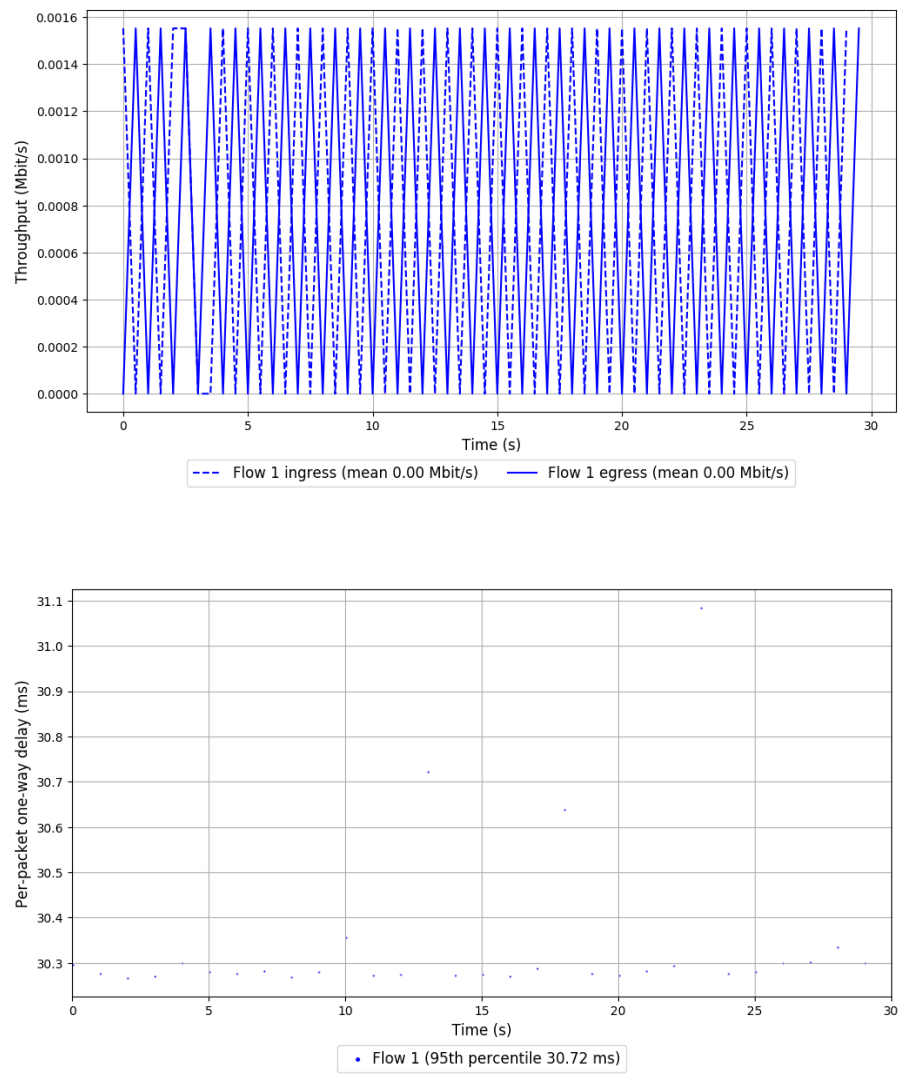 0.0016
0.0014
0.0012
0.0010
0.0008
0.0006
0.0004
0.0002
0.0000
Throughput (Mbit/s)
0 5 10 15 20 25 30
Time (s)
Flow 1 ingress (mean 0.00 Mbit/s) Flow 1 egress (mean 0.00 Mbit/s)
31.1
31.0
30.9
30.8
30.7
30.6
30.5
30.4
30.3
Per-packet one-way delay (ms)
0 5 10 15 20 25 30
Time (s)
Flow 1 (95th percentile 30.72 ms)